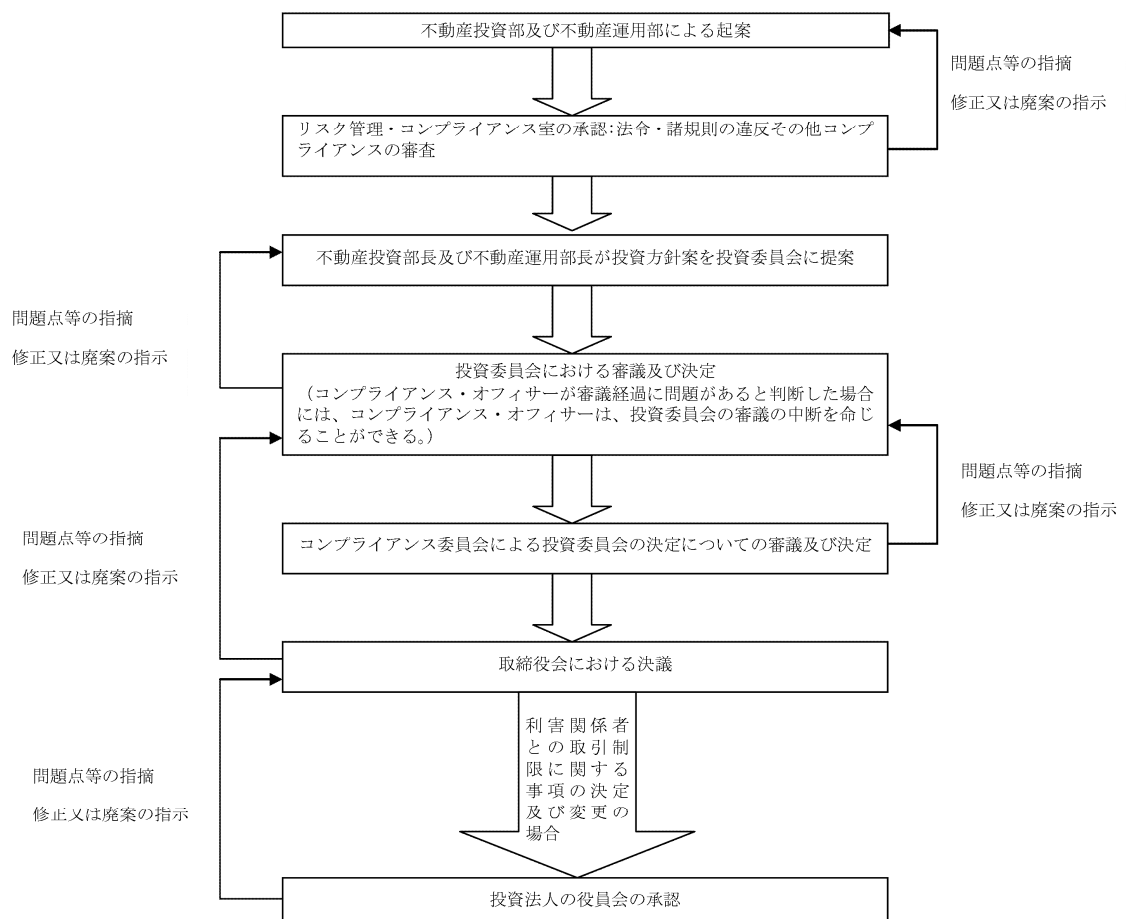 不動産投資部及び不動産運用部による起案
問題点等の指摘
修正又は廃案の指示
リスク管理・コンプライアンス室の承認：法令・諸規則の違反その他コンプ
ライアンスの審査
不動産投資部長及び不動産運用部長が投資方針案を投資委員会に提案
問題点等の指摘
修正又は廃案の指示
投資委員会における審議及び決定
（コンプライアンス・オフィサーが審議経過に問題があると判断した場合
には、コンプライアンス・オフィサーは、投資委員会の審議の中断を命じ
ることができる。）
問題点等の指摘
修正又は廃案の指示
問題点等の指摘
修正又は廃案の指示
コンプライアンス委員会による投資委員会の決定についての審議及び決定
取締役会における決議
利害関係者
との取引制
限に関する
事項の決定
及び変更の
場合
問題点等の指摘
修正又は廃案の指示
投資法人の役員会の承認